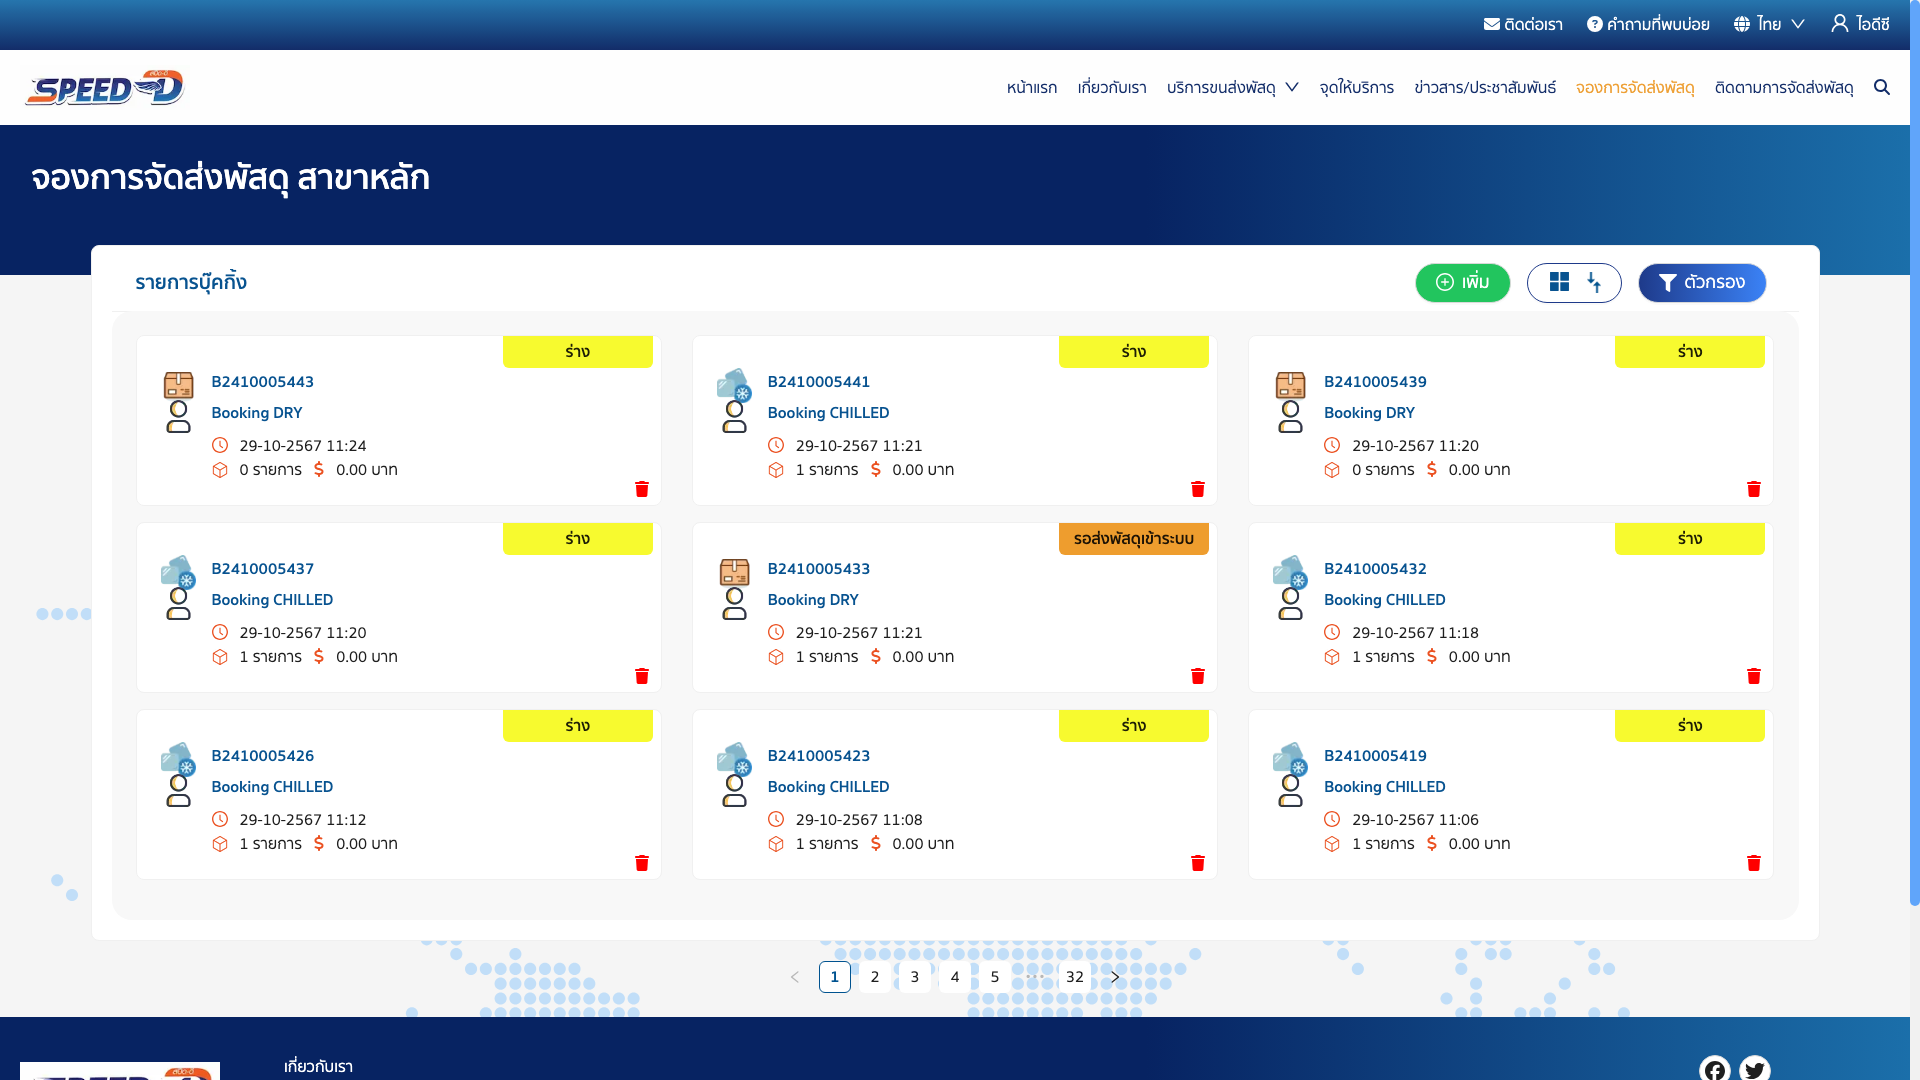 ติดต่อเรา คำถามที่พบบ่อย ไทย ไอดีซี
SPEED-D
หน้าแรก เกี่ยวกับเรา บริการขนส่งพัสดุ จุดให้บริการ ข่าวสาร/ประชาสัมพันธ์ จองการจัดส่งพัสดุ ติดตามการจัดส่งพัสดุ
จองการจัดส่งพัสดุ สาขาหลัก
รายการบุ๊คกิ้ง
เพิ่ม ตัวกรอง
ร่าง
B2410005443
Booking DRY
29-10-2567 11:24
0 รายการ $ 0.00 บาท
ร่าง
B2410005441
Booking CHILLED
29-10-2567 11:21
1 รายการ $ 0.00 บาท
ร่าง
B2410005439
Booking DRY
29-10-2567 11:20
0 รายการ $ 0.00 บาท
ร่าง
B2410005437
Booking CHILLED
29-10-2567 11:20
1 รายการ $ 0.00 บาท
รอส่งพัสดุเข้าระบบ
B2410005433
Booking DRY
29-10-2567 11:21
1 รายการ $ 0.00 บาท
ร่าง
B2410005432
Booking CHILLED
29-10-2567 11:18
1 รายการ $ 0.00 บาท
ร่าง
B2410005426
Booking CHILLED
29-10-2567 11:12
1 รายการ $ 0.00 บาท
ร่าง
B2410005423
Booking CHILLED
29-10-2567 11:08
1 รายการ $ 0.00 บาท
ร่าง
B2410005419
Booking CHILLED
29-10-2567 11:06
1 รายการ $ 0.00 บาท
1 2 3 4 5 ••• 32
เกี่ยวกับเรา